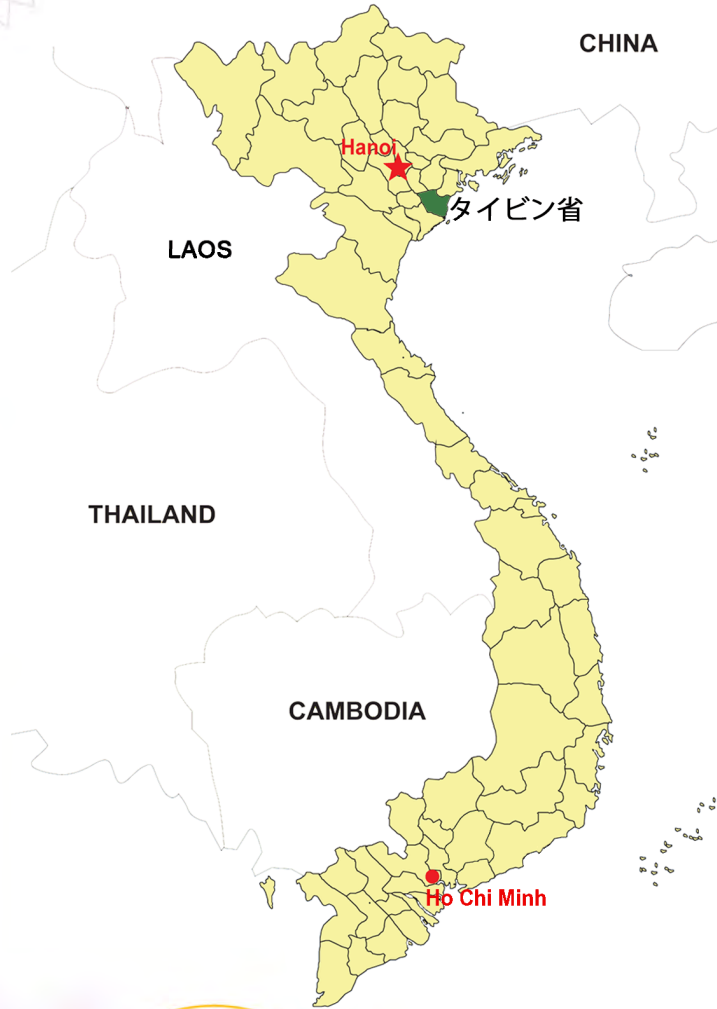 CHINA
Hanoi
タイビン省
LAOS
THAILAND
CAMBODIA
Ho Chi Minh